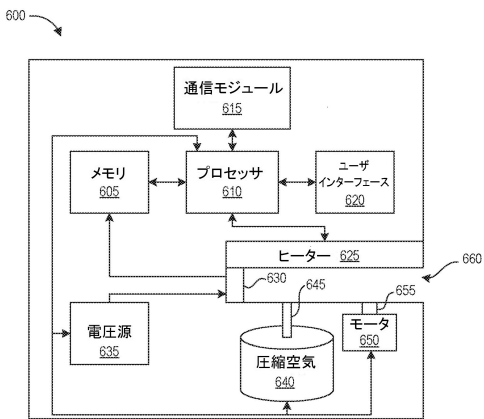 600
通信モジュール
615
メモリ
605
プロセッサ
610
ユーザ
インターフェース
620
ヒーター 625
660
630
645
655
電圧源
635
モータ
650
圧縮空気
640